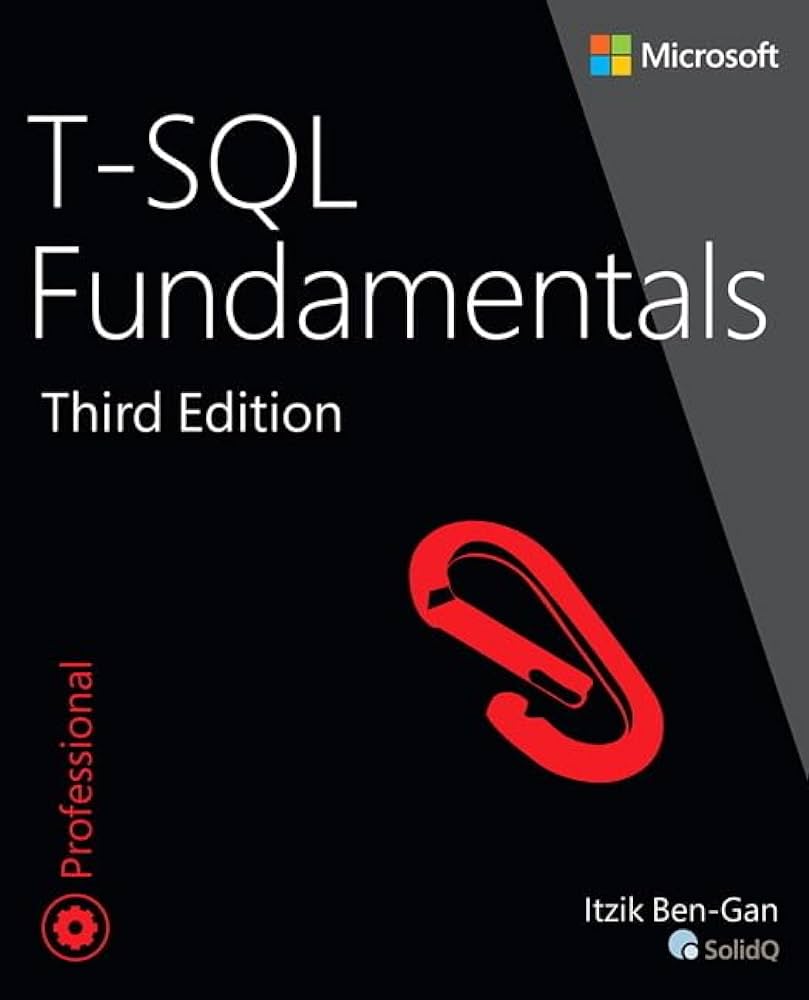 Microsoft
T-SQL
Fundamentals
Third Edition
Professional
Itzik Ben-Gan
SolidQ